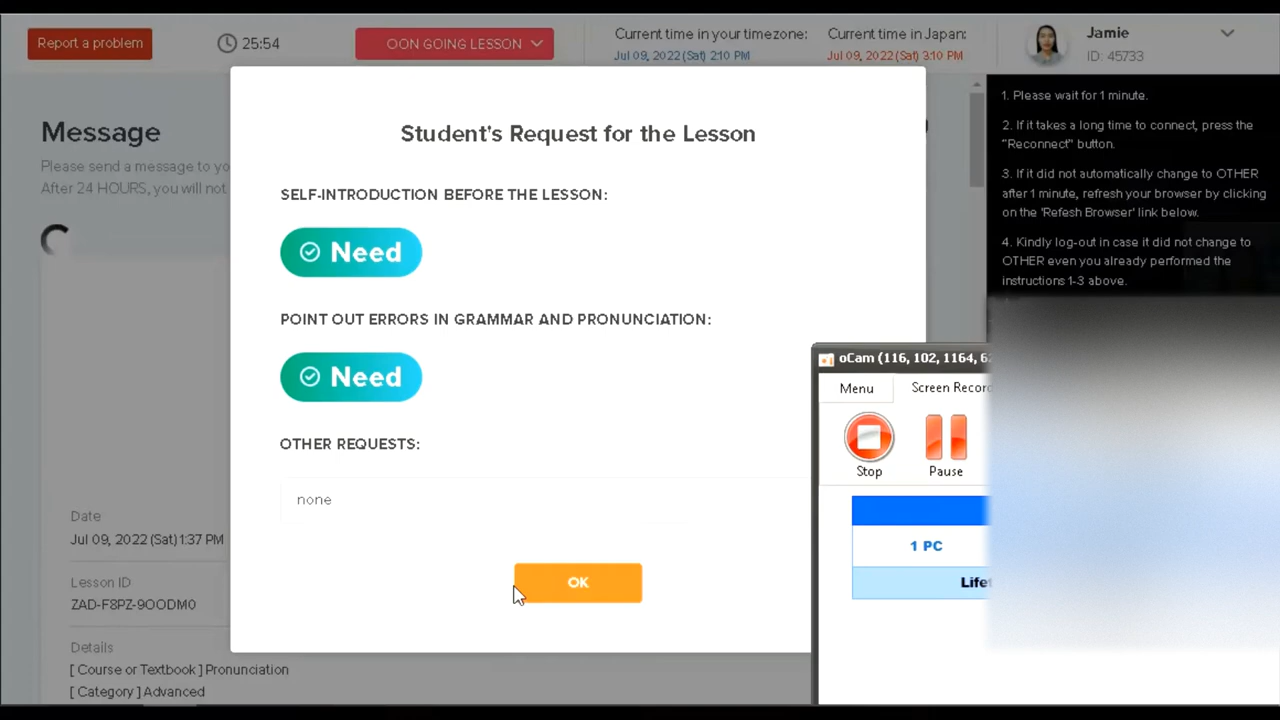 Report a problem
25:54
OON GOING LESSON
Current time in your timezone:
Jul 09, 2022 (Sat) 2:10 PM
Current time in Japan:
Jul 09, 2022 (Sat) 3:10 PM
Jamie
ID: 45733
Message
Please send a message to yo
After 24 HOURS, you will not
Date
Jul 09, 2022 (Sat) 1:37 PM
Lesson ID
ZAD-F8PZ-9OODM0
Details
[ Course or Textbook ] Pronunciation
[ Category ] Advanced
Student's Request for the Lesson
SELF-INTRODUCTION BEFORE THE LESSON:
Need
POINT OUT ERRORS IN GRAMMAR AND PRONUNCIATION:
Need
OTHER REQUESTS:
none
OK
1. Please wait for 1 minute.
2. If it takes a long time to connect, press the
"Reconnect" button.
3. If it did not automatically change to OTHER
after 1 minute, refresh your browser by clicking
on the 'Refesh Browser' link below.
4. Kindly log-out in case it did not change to
OTHER even you already performed the
instructions 1-3 above.
oCam (116, 102, 1164, 6
Menu
Screen Recor
Stop
Pause
1 PC
Life